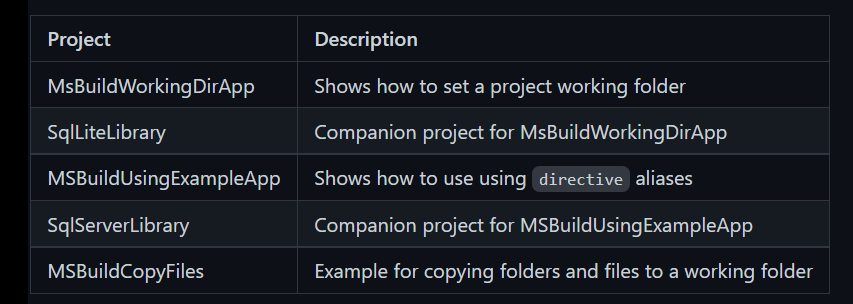 Project Description
MsBuildWorkingDirApp Shows how to set a project working folder
SqlLiteLibrary Companion project for MsBuildWorkingDirApp
MSBuildUsingExampleApp Shows how to use using directive aliases
SqlServerLibrary Companion project for MSBuildUsingExampleApp
MSBuildCopyFiles Example for copying folders and files to a working folder